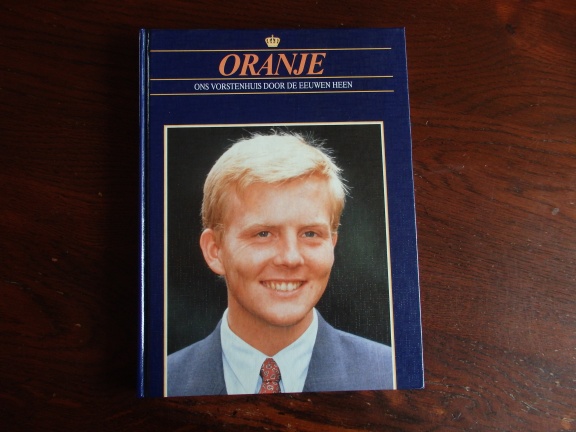 ORANJE
ONS VORSTENHUIS DOOR DE EEUWEN HEEN